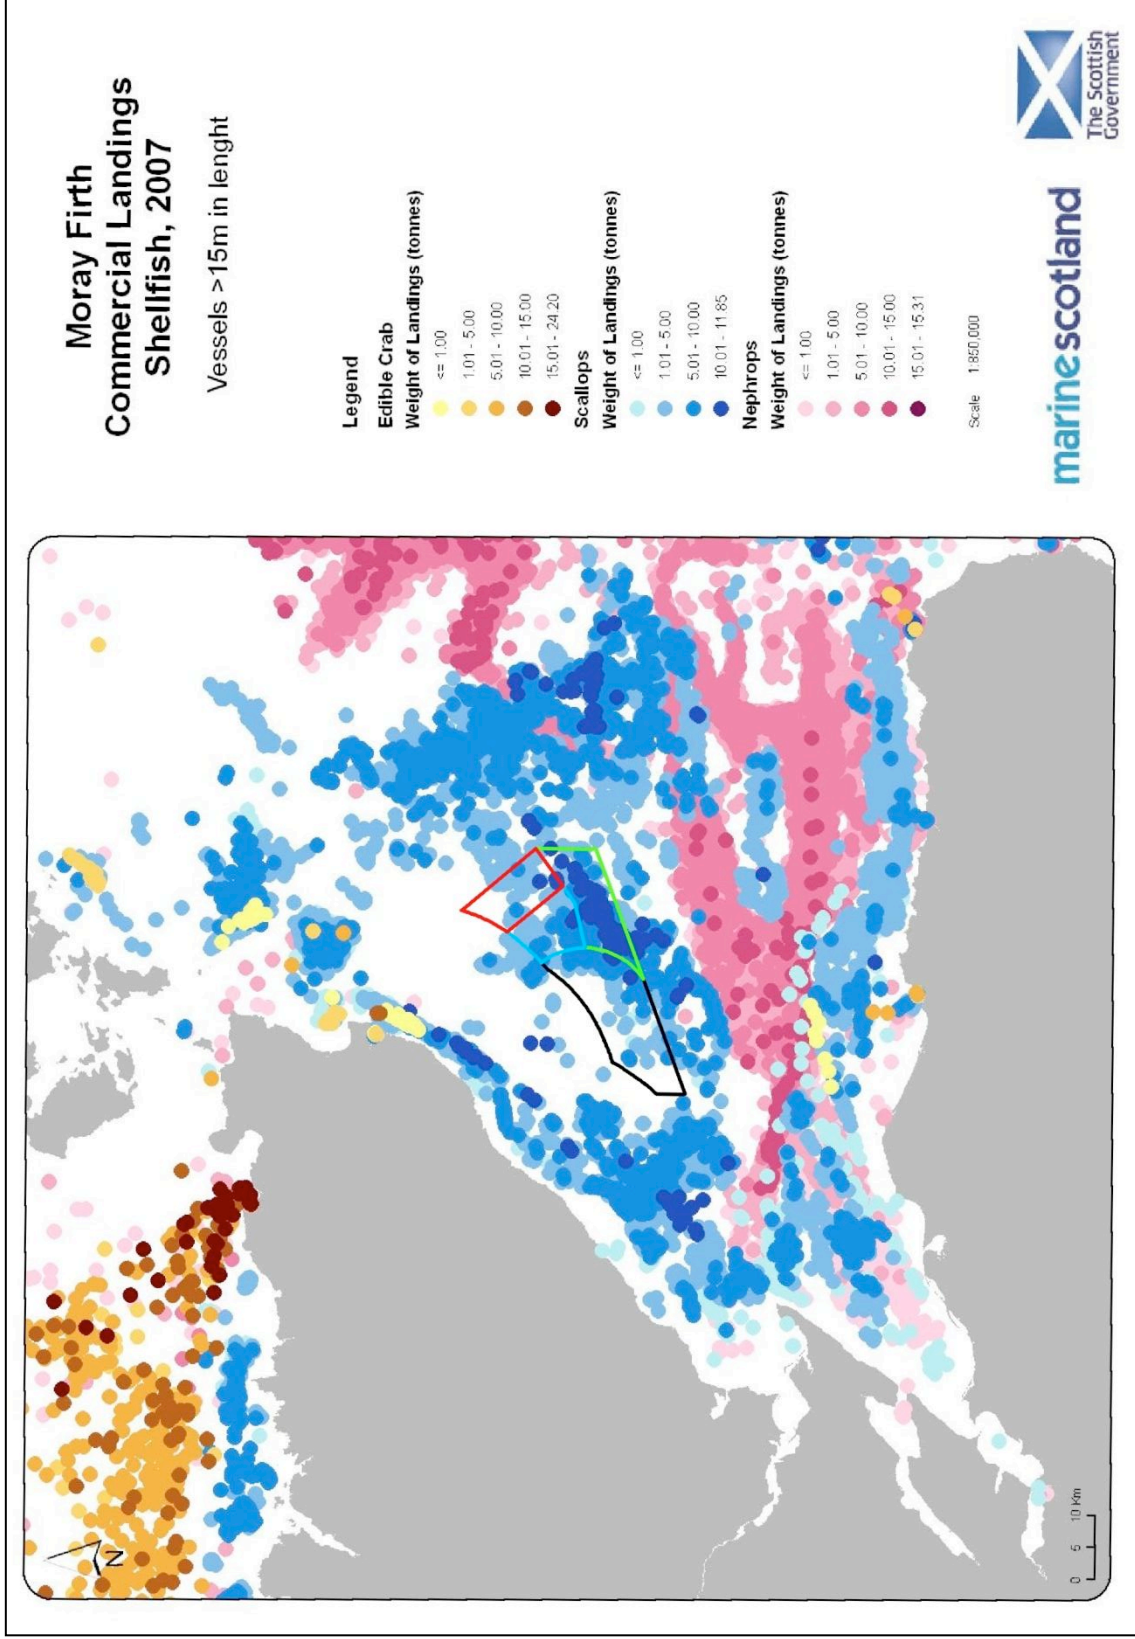 Moray Firth
Commercial Landings
Shellfish, 2007
Vessels >15m in lenght
Legend
Edible Crab
Weight of Landings (tonnes)
<= 1.00
1.01 - 5.00
5.01 - 10.00
10.01 - 15.00
15.01 - 24.20
Scallops
Weight of Landings (tonnes)
<= 1.00
1.01 - 5.00
5.01 - 10.00
10.01 - 11.85
Nephrops
Weight of Landings (tonnes)
<= 1.00
1.01 - 5.00
5.01 - 10.00
10.01 - 15.00
15.01 - 15.31
Scale 1:850,000
marinescotland
The Scottish
Government
N
0 5 10 Km